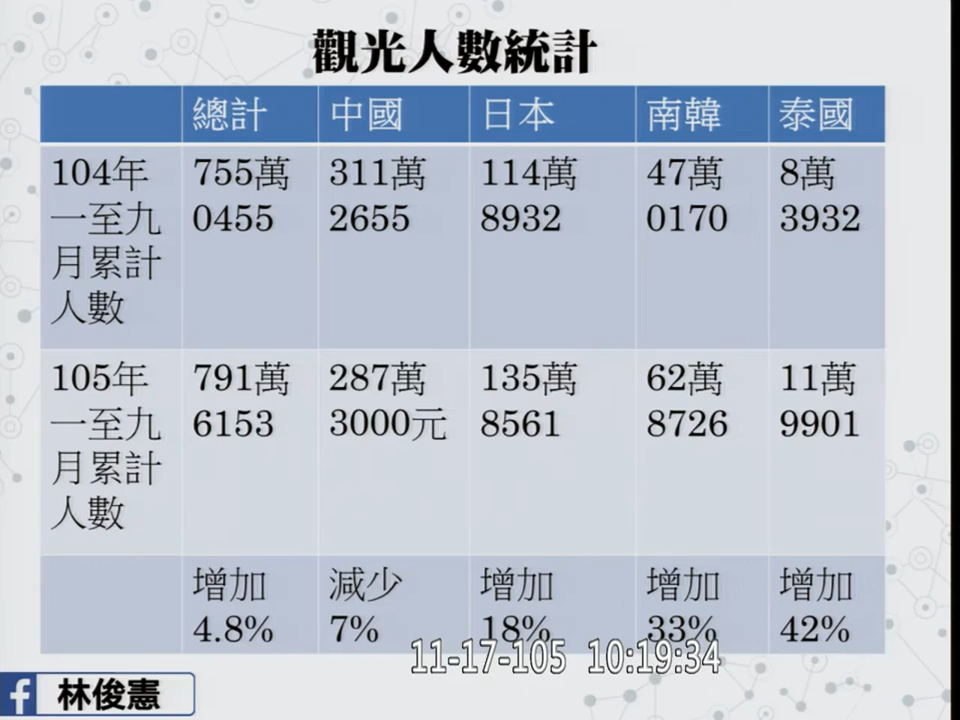 觀光人數統計
總計 中國 日本 南韓 泰國
104年 755萬 311萬 114萬 47萬 8萬
一至九 0455 2655 8932 0170 3932
月累計
人數
105年 791萬 287萬 135萬 62萬 11萬
一至九 6153 3000元 8561 8726 9901
月累計
人數
增加 減少 增加 增加 增加
4.8% 7% 18% 33% 42%
11-17-105 10:19:34
f 林俊憲